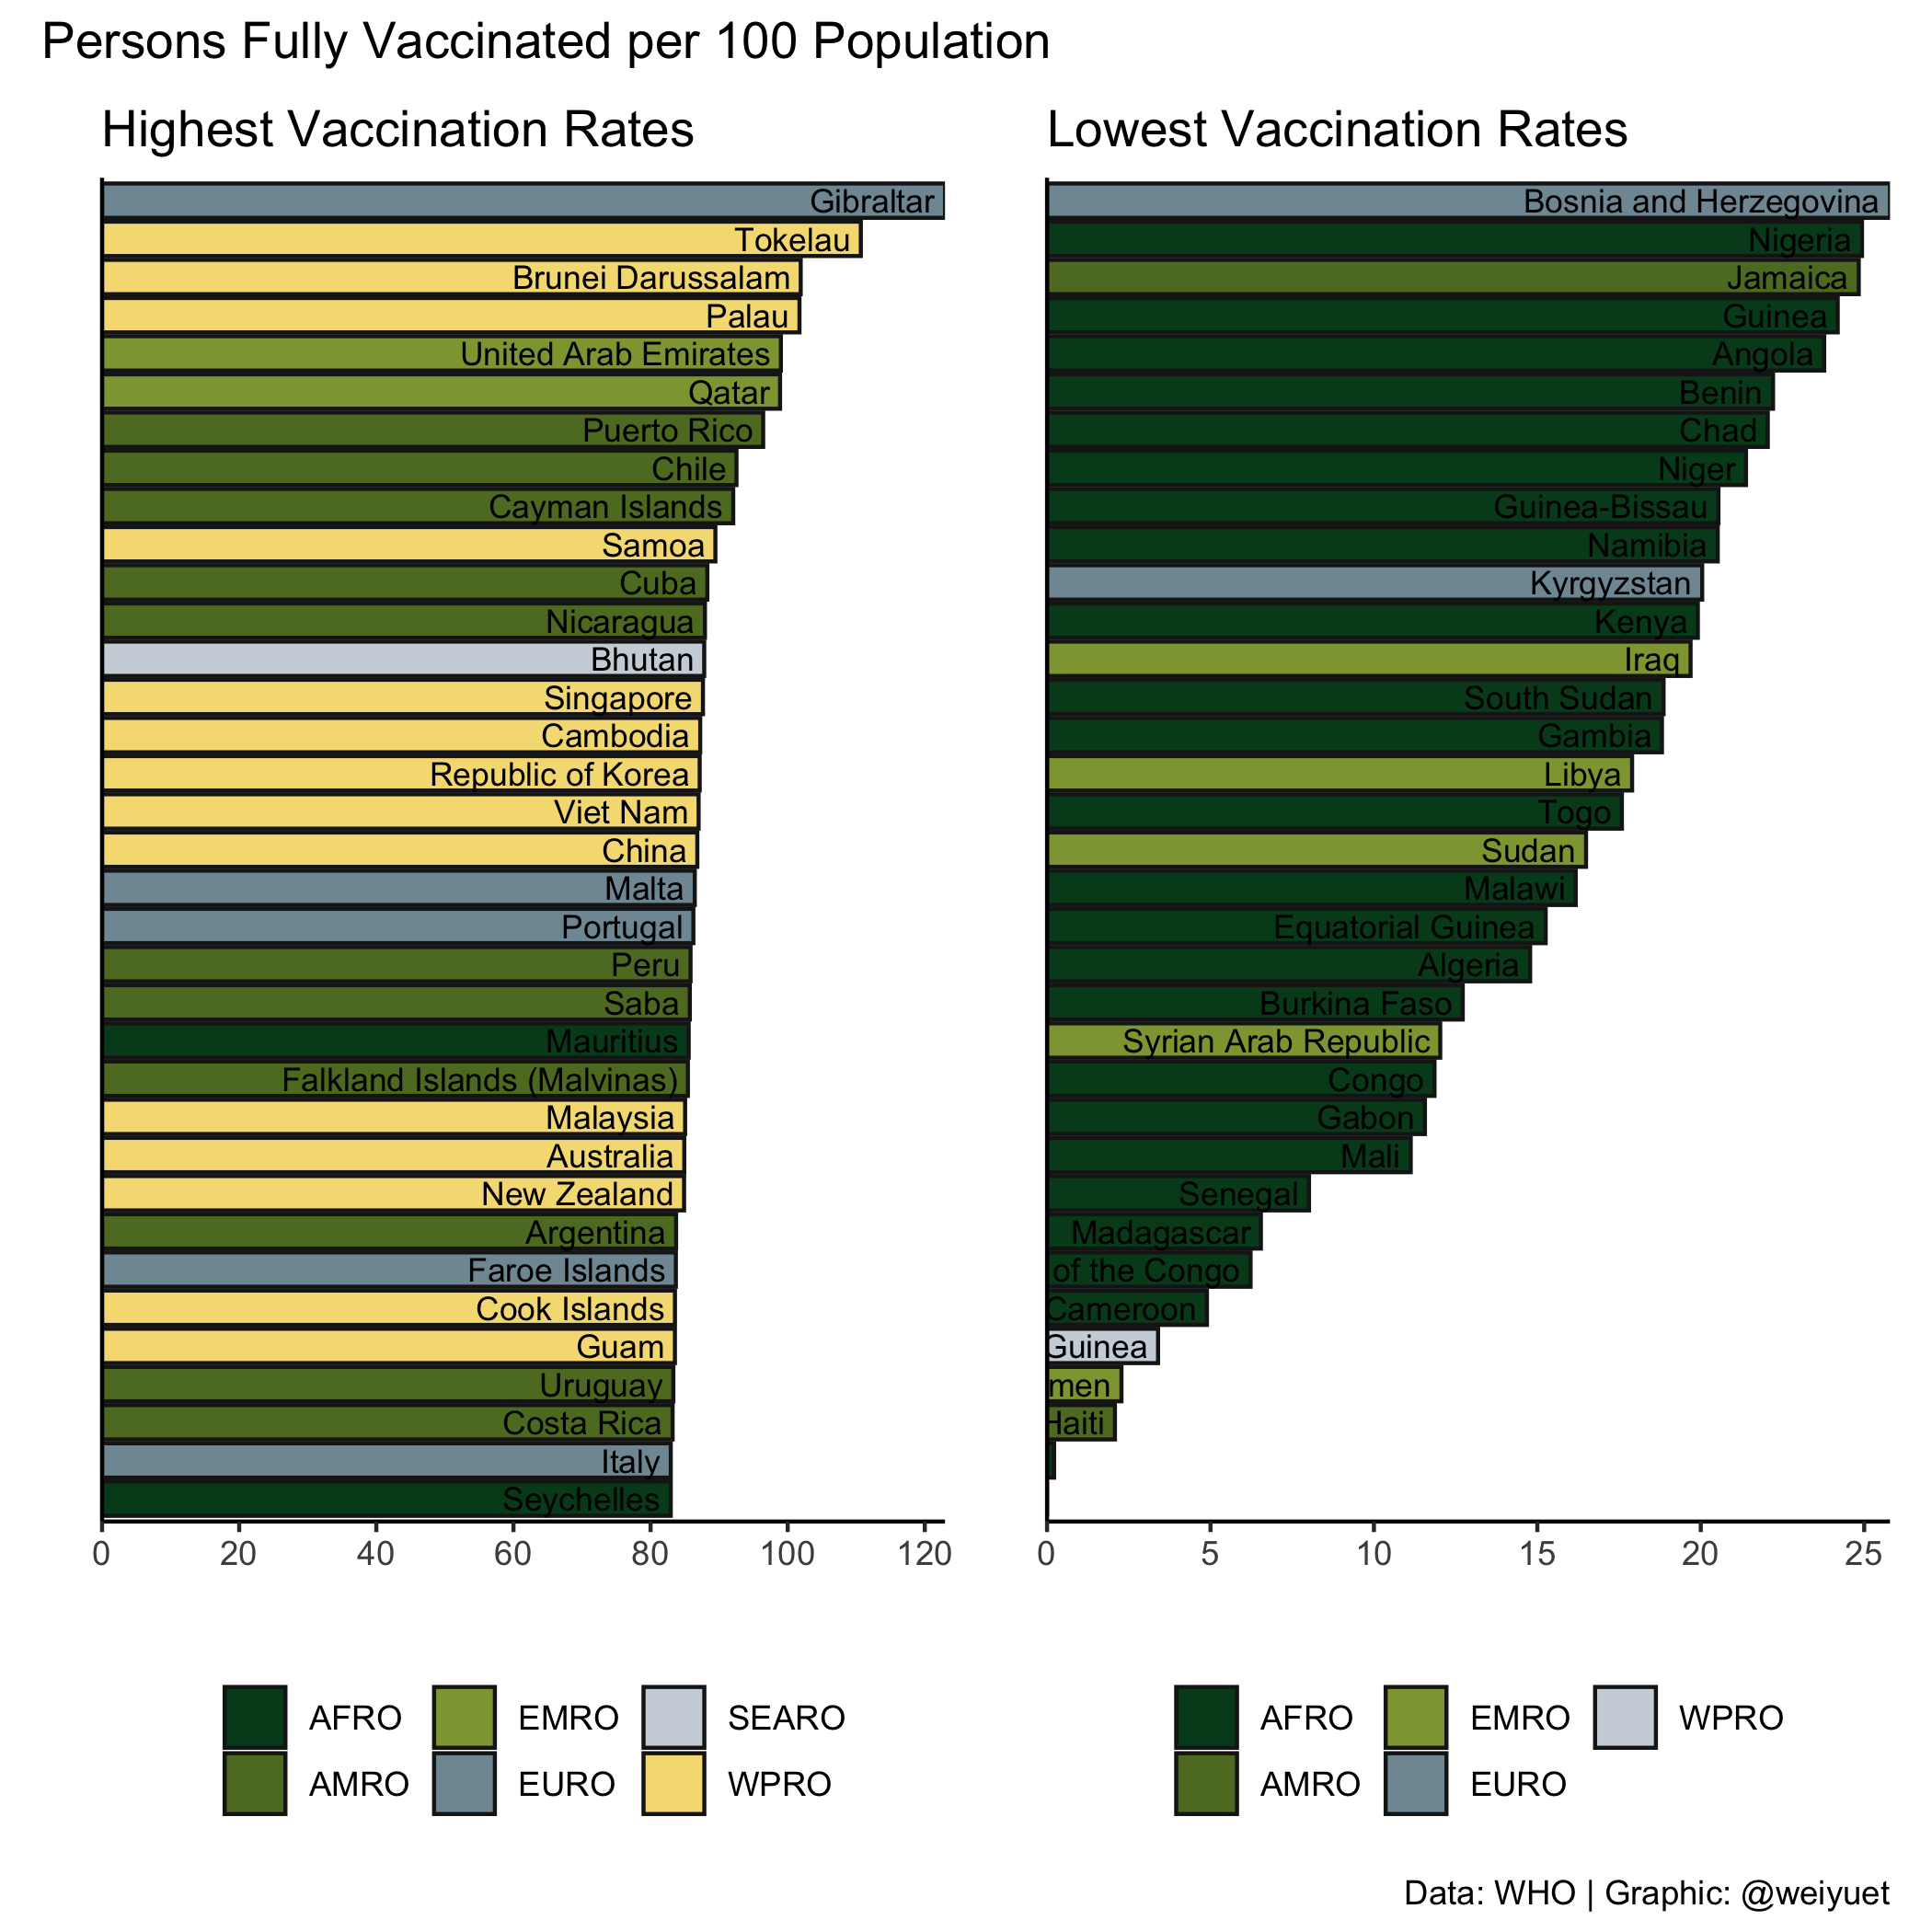 Persons Fully Vaccinated per 100 Population
Highest Vaccination Rates
Gibraltar
Tokelau
Brunei Darussalam
Palau
United Arab Emirates
Qatar
Puerto Rico
Chile
Cayman Islands
Samoa
Cuba
Nicaragua
Bhutan
Singapore
Cambodia
Republic of Korea
Viet Nam
China
Malta
Portugal
Peru
Saba
Mauritius
Falkland Islands (Malvinas)
Malaysia
Australia
New Zealand
Argentina
Faroe Islands
Cook Islands
Guam
Uruguay
Costa Rica
Italy
Seychelles
0 20 40 60 80 100 120
AFRO EMRO SEARO
AMRO EURO WPRO
Lowest Vaccination Rates
Bosnia and Herzegovina
Nigeria
Jamaica
Guinea
Angola
Benin
Chad
Niger
Guinea-Bissau
Namibia
Kyrgyzstan
Kenya
Iraq
South Sudan
Gambia
Libya
Togo
Sudan
Malawi
Equatorial Guinea
Algeria
Burkina Faso
Syrian Arab Republic
Congo
Gabon
Mali
Senegal
Madagascar
of the Congo
Cameroon
Guinea
men
Haiti
0 5 10 15 20 25
AFRO EMRO WPRO
AMRO EURO
Data: WHO | Graphic: @weiyuet